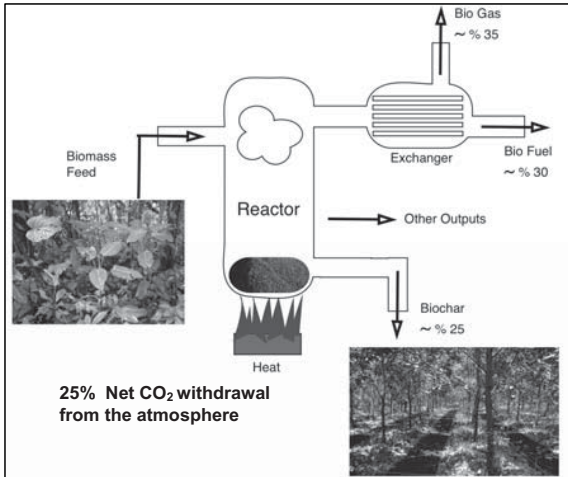 Bio Gas
~ % 35
Biomass
Feed
Exchanger
Bio Fuel
~ % 30
Reactor
Other Outputs
Biochar
~ % 25
Heat
25% Net CO₂ withdrawal
from the atmosphere